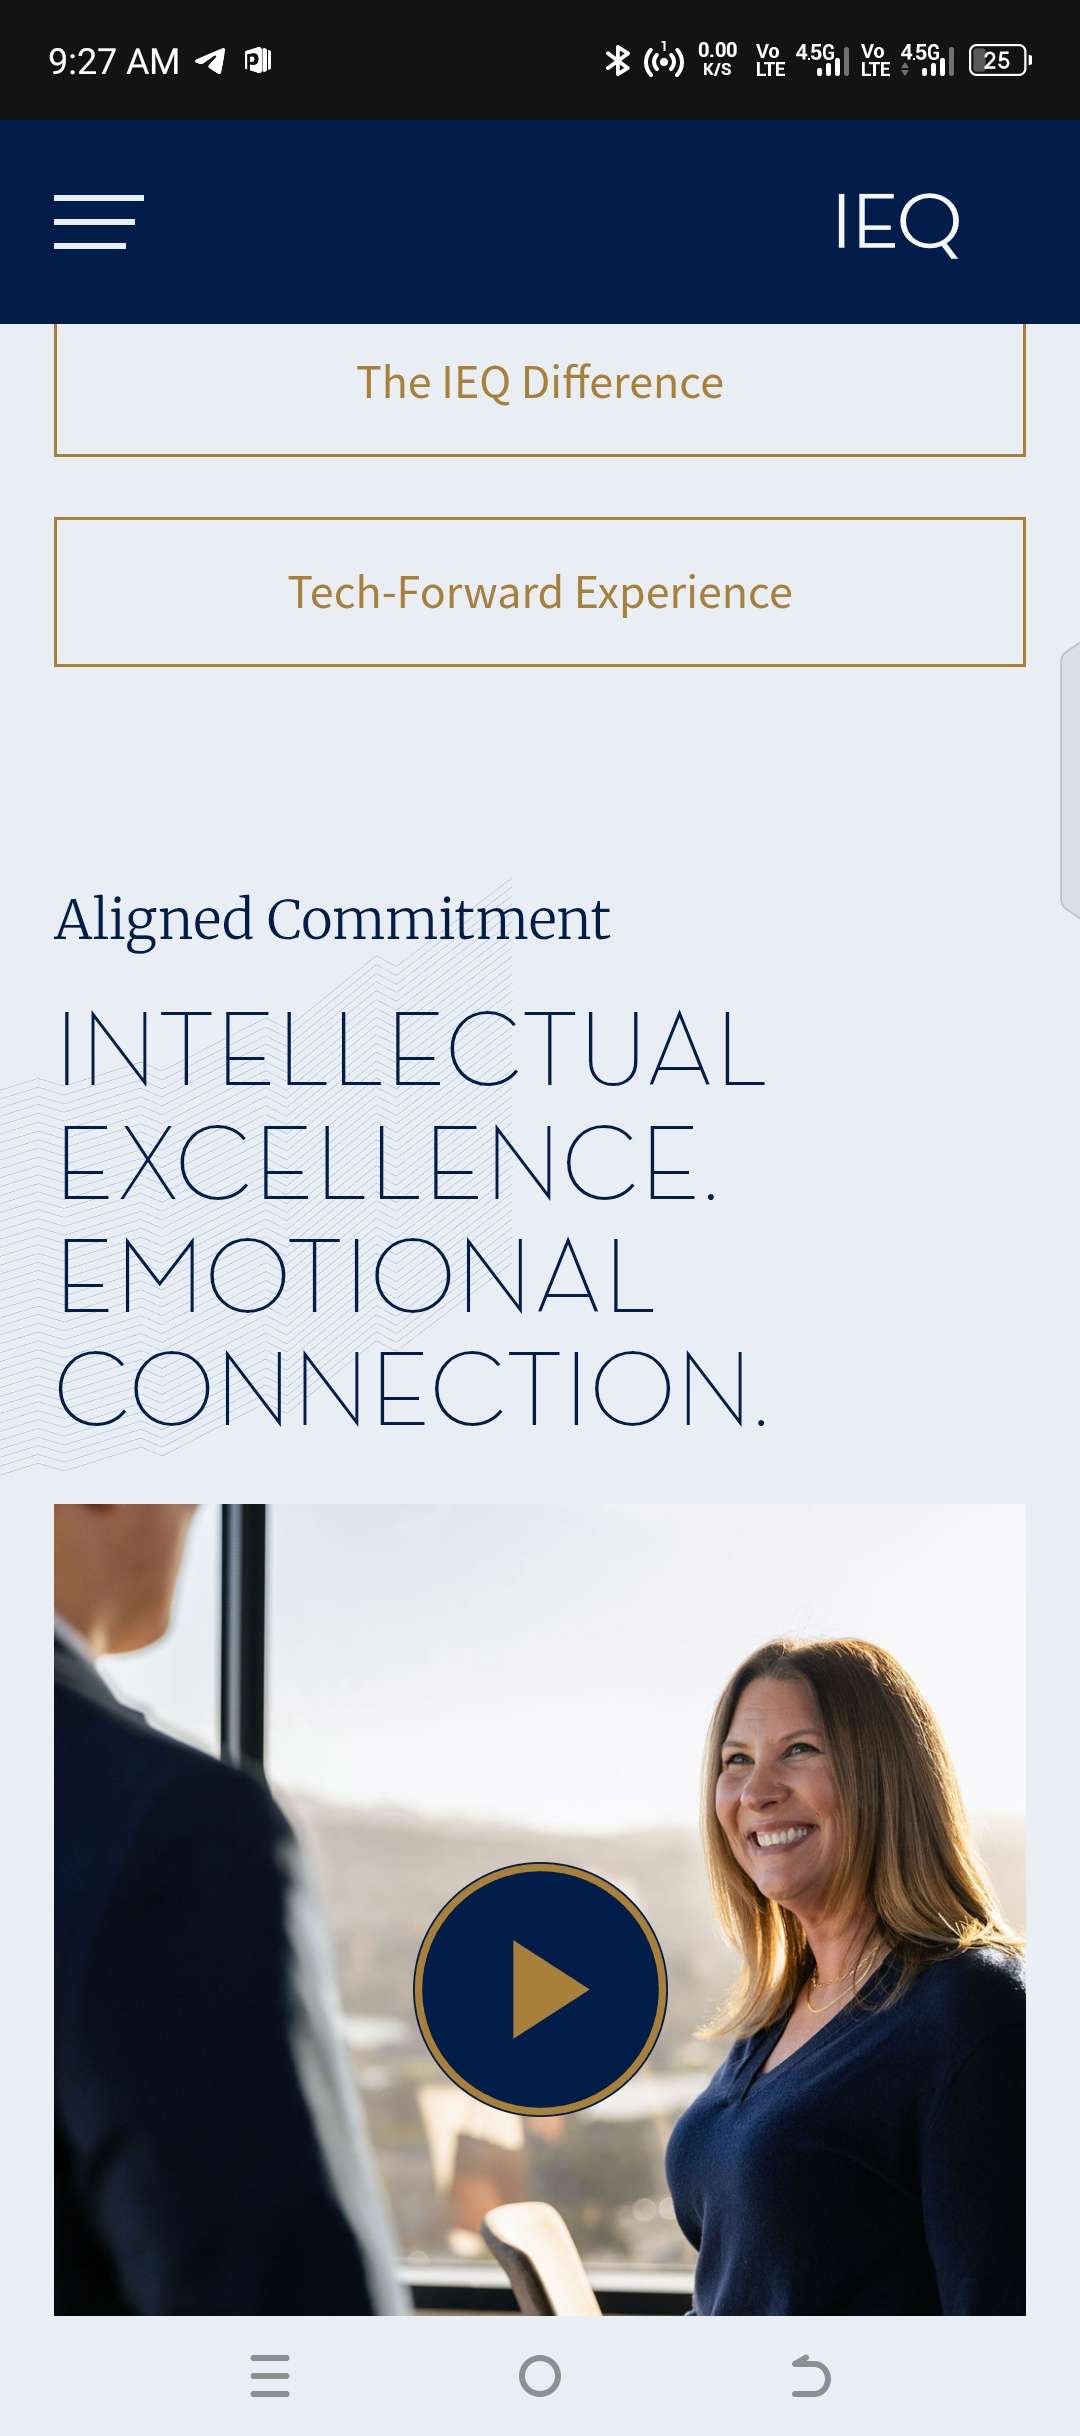 9:27 AM
0.00 K/S Vo LTE 4.5G Vo LTE 4.5G 25
IEQ
The IEQ Difference
Tech-Forward Experience
Aligned Commitment
INTELLECTUAL
EXCELLENCE.
EMOTIONAL
CONNECTION.